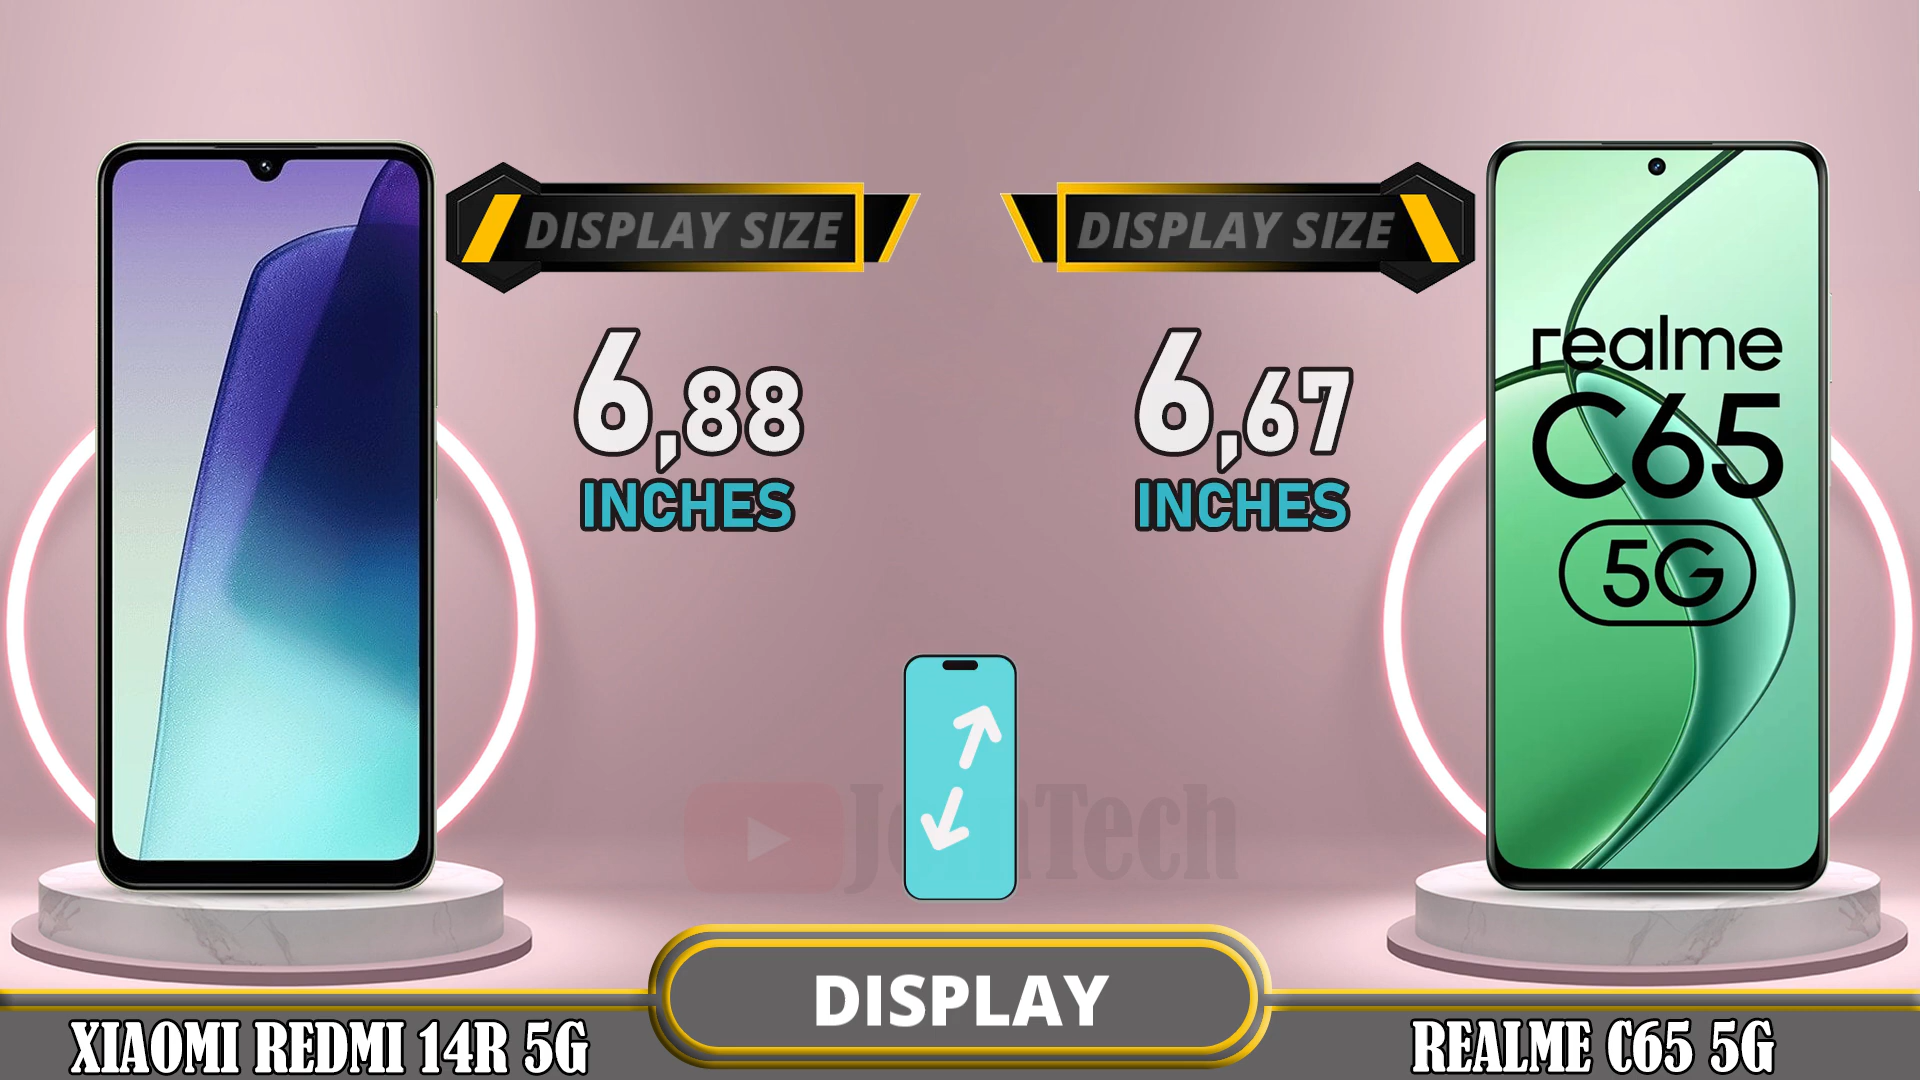 DISPLAY SIZE
DISPLAY SIZE
6,88
INCHES
6,67
INCHES
realme
C65
5G
JohnTech
DISPLAY
XIAOMI REDMI 14R 5G
REALME C65 5G